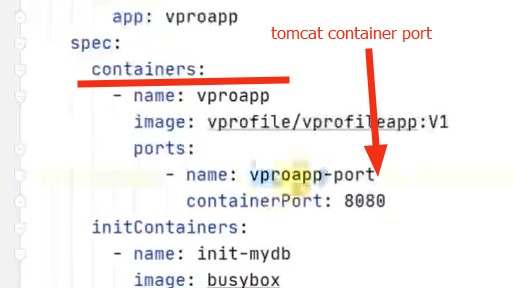 app: vproapp
tomcat container port
spec:
containers:
- name: vproapp
image: vprofile/vprofileapp:V1
ports:
- name: vproapp-port
containerPort: 8080
initContainers:
- name: init-mydb
image: busybox